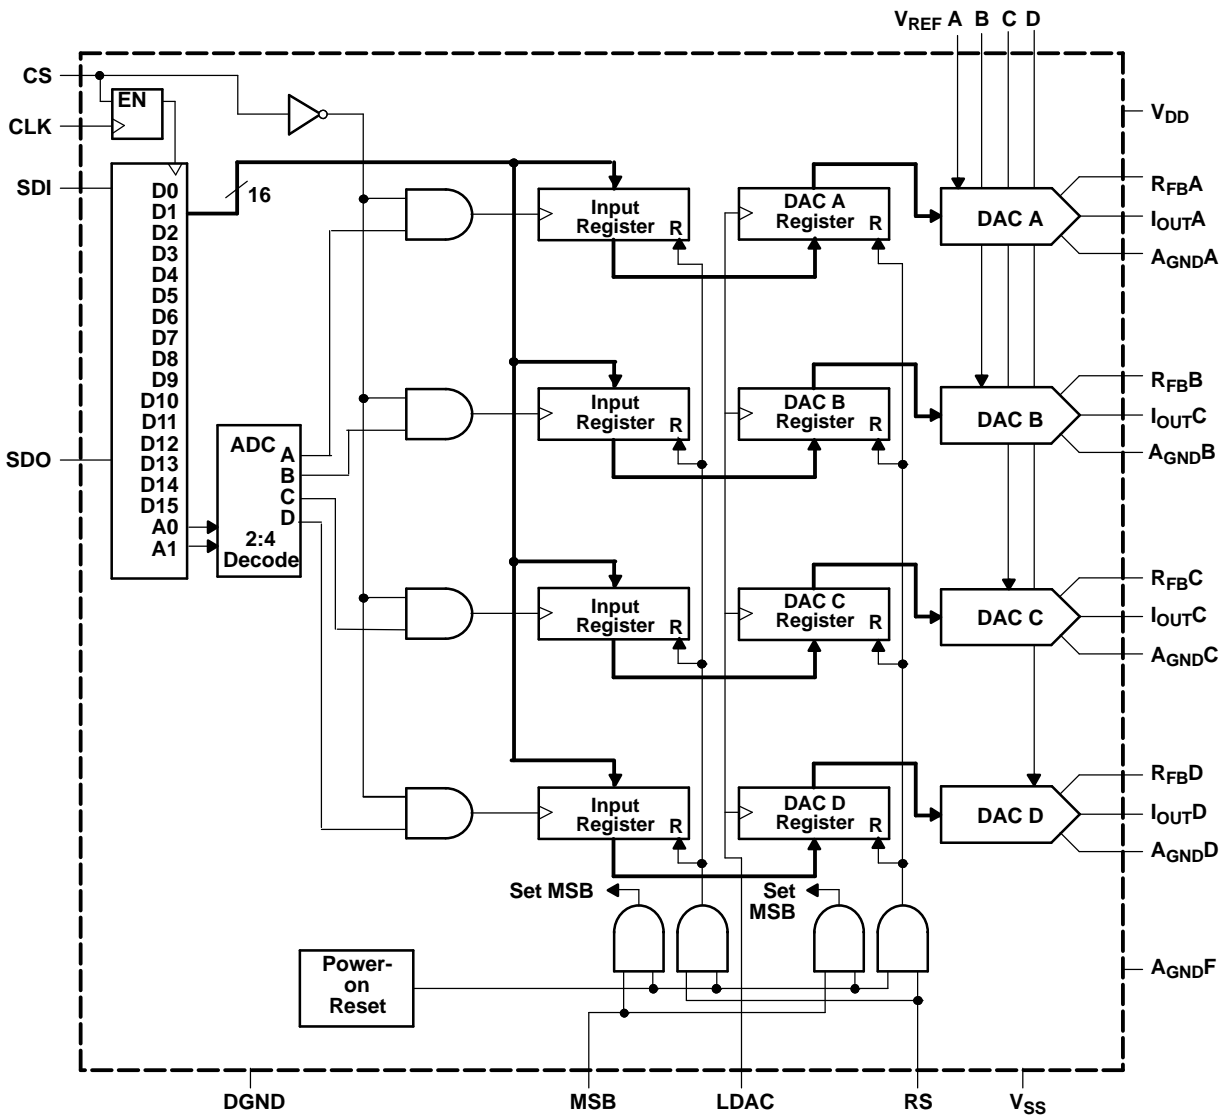 VREF A B C D
CS
EN
CLK
VDD
SDI
D0
D1
D2
D3
D4
D5
D6
D7
D8
D9
D10
D11
D12
D13
D14
D15
A0
A1
16
Input
Register
R
DAC A
Register
R
DAC A
RFBA
IOUTA
AGNDA
Input
Register
R
DAC B
Register
R
DAC B
RFBB
IOUTC
AGNDB
SDO
ADC
A
B
C
D
2:4
Decode
Input
Register
R
DAC C
Register
R
DAC C
RFBC
IOUTC
AGNDC
Input
Register
R
DAC D
Register
R
DAC D
RFBD
IOUTD
AGNDD
Set MSB
Set
MSB
Power-
on
Reset
AGNDF
DGND
MSB
LDAC
RS
VSS